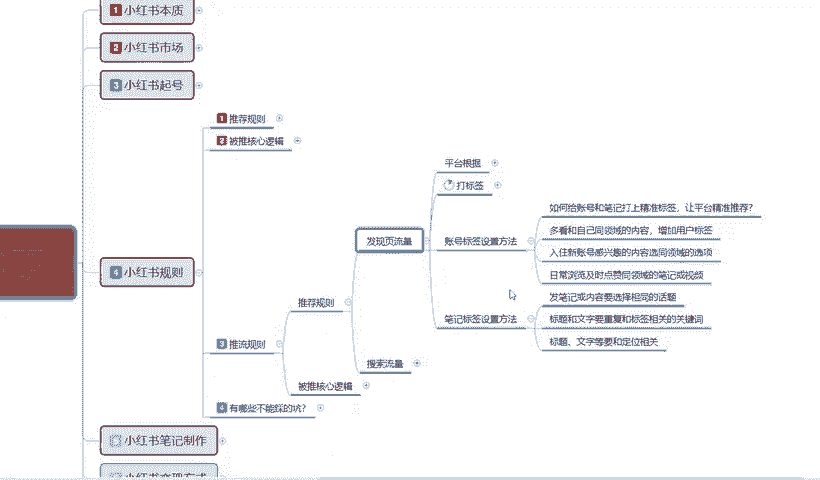 1 小红书本质
2 小红书市场
3 小红书起号
4 小红书规则
1 推荐规则
2 被推核心逻辑
3 推流规则
推荐规则
发现页流量
平台根据
打标签
账号标签设置方法
如何给账号和笔记打上精准标签，让平台精准推荐？
多看和自己同领域的内容，增加用户标签
入住新账号感兴趣的内容选同领域的选项
日常浏览及时点赞同领域的笔记或视频
笔记标签设置方法
发笔记或内容要选择相同的话题
标题和文字要重复和标签相关的关键词
标题、文字等要和定位相关
搜索流量
被推核心逻辑
4 有哪些不能踩的坑？
小红书笔记制作
小红书变现方式